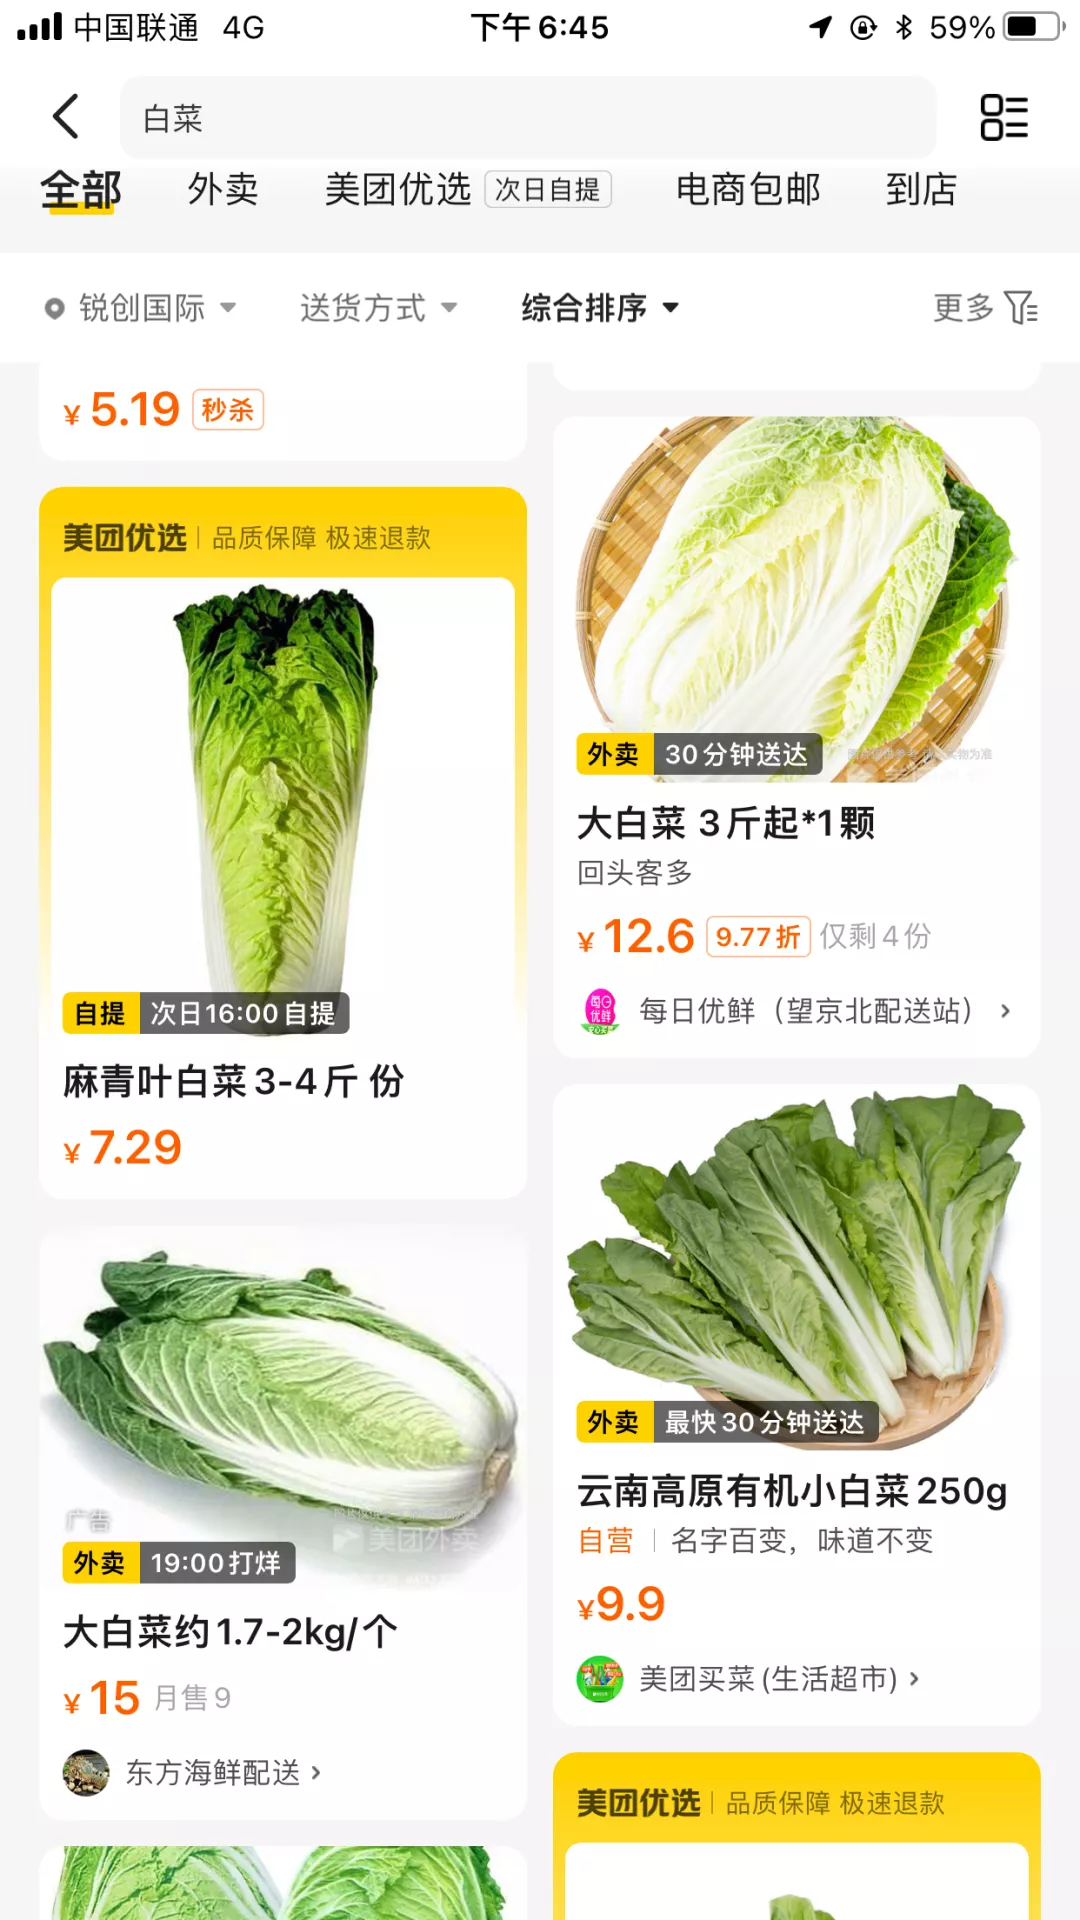 中国联通 4G 下午6:45 59%
白菜
全部 外卖 美团优选 次日自提 电商包邮 到店
锐创国际 送货方式 综合排序 更多
¥5.19 秒杀
美团优选 品质保障 极速退款
自提 次日16:00自提
麻青叶白菜3-4斤 份
¥7.29
广告
美团外卖
外卖 19:00打烊
大白菜约1.7-2kg/个
¥15 月售9
东方海鲜配送
外卖 30分钟送达
大白菜 3斤起*1颗
回头客多
¥12.6 9.77折 仅剩4份
每日优鲜
每日优鲜（望京北配送站）
外卖 最快30分钟送达
云南高原有机小白菜250g
自营 名字百变，味道不变
¥9.9
美团买菜(生活超市)
美团优选 品质保障 极速退款